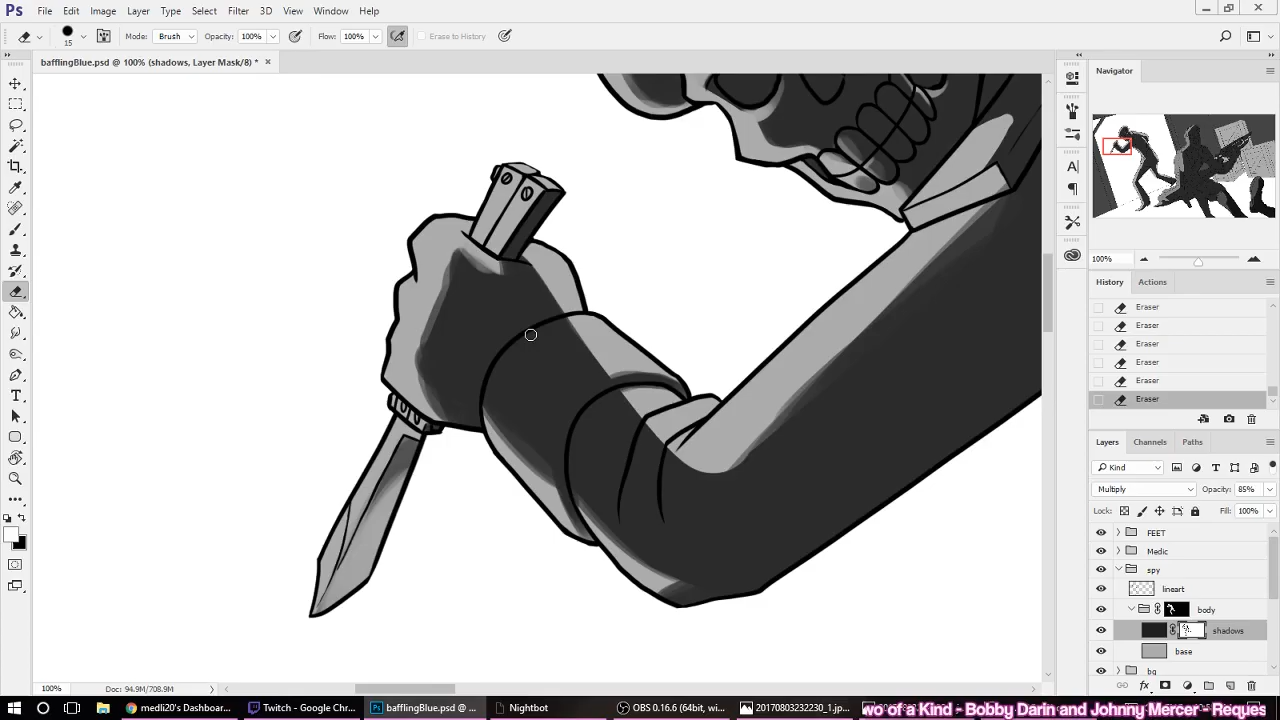 Ps File Edit Image Layer Type Select Filter 3D View Window Help
15 Mode: Brush Opacity: 100% Flow: 100% Erase to History
bafflingBlue.psd @ 100% (shadows, Layer Mask/8) * ×
Navigator
100%
History Actions
Eraser
Eraser
Eraser
Eraser
Eraser
Eraser
Layers Channels Paths
Kind
Multiply Opacity: 85%
Lock: Fill: 100%
FEET
Medic
spy
lineart
body
shadows
base
bg
100% Doc: 94.9M/708.9M
medli20's Dashboar... Twitch - Google Chr... bafflingBlue.psd @ ... Nightbot OBS 0.16.6 (64bit, wi... 20170803232230_1.jp...
wo of a Kind - Bobby Darin and Johnny Mercer - Reques